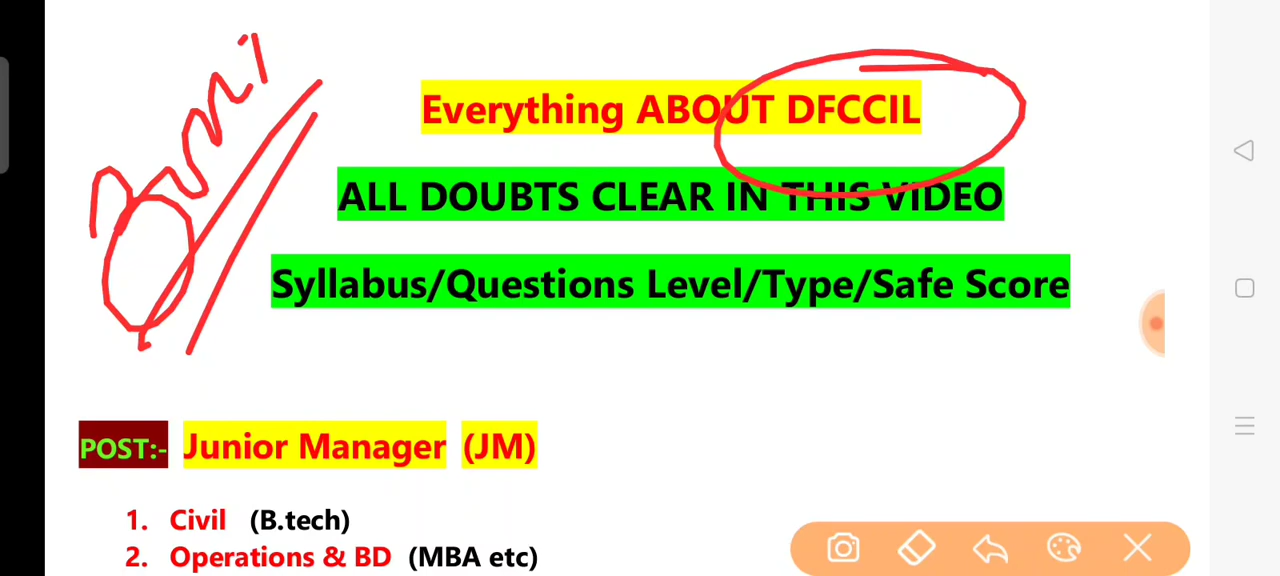 Everything ABOUT DFCCIL
ALL DOUBTS CLEAR IN THIS VIDEO
Syllabus/Questions Level/Type/Safe Score
POST:- Junior Manager (JM)
1. Civil (B.tech)
2. Operations & BD (MBA etc)